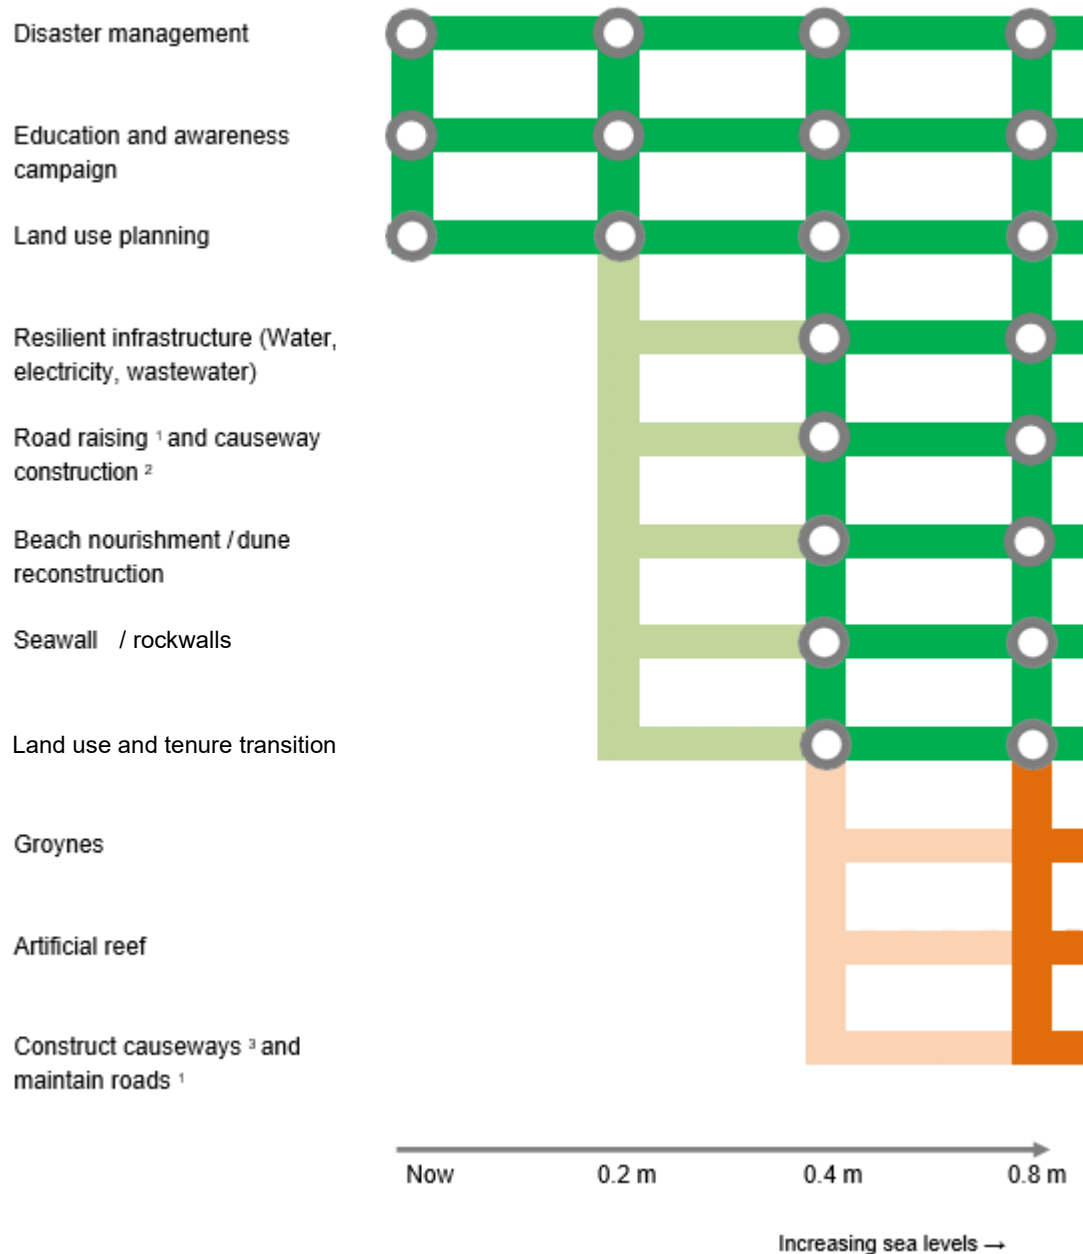 Disaster management
Education and awareness
campaign
Land use planning
Resilient infrastructure (Water,
electricity, wastewater)
Road raising ¹ and causeway
construction ²
Beach nourishment / dune
reconstruction
Seawall / rockwalls
Land use and tenure transition
Groynes
Artificial reef
Construct causeways ³ and
maintain roads ¹
Now 0.2 m 0.4 m 0.8 m
Increasing sea levels →